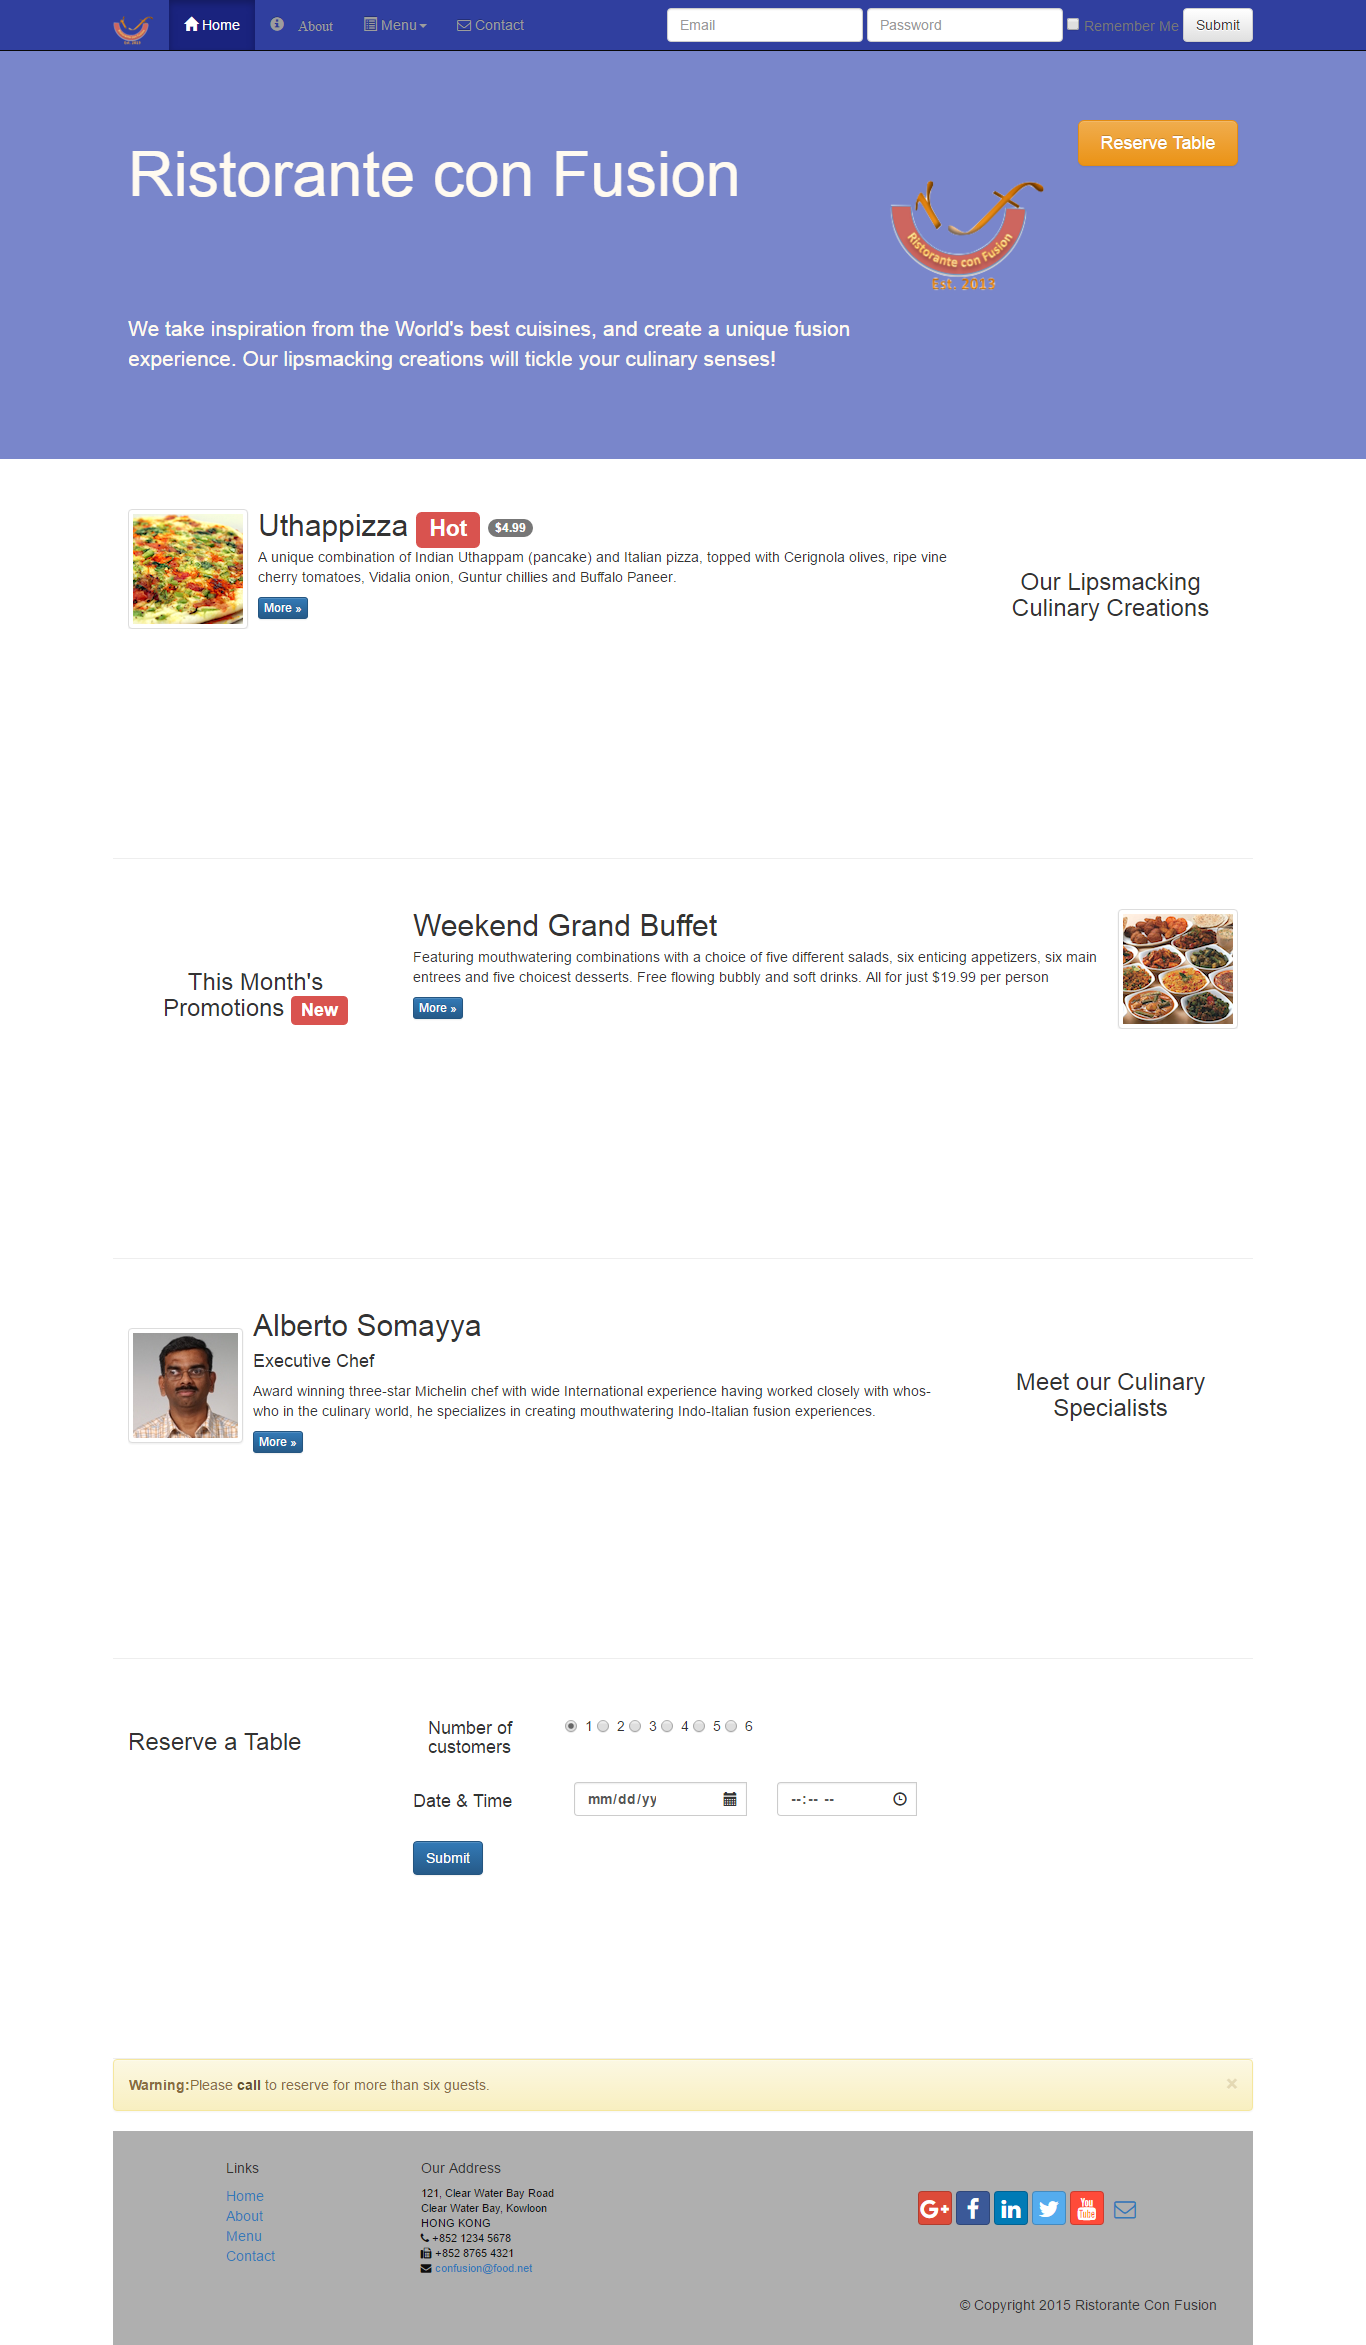 Home About Menu Contact Email Password Remember Me Submit
Reserve Table
Ristorante con Fusion
Ristorante con Fusion
Est. 2013
We take inspiration from the World's best cuisines, and create a unique fusion
experience. Our lipsmacking creations will tickle your culinary senses!
Uthappizza Hot $4.99
A unique combination of Indian Uthappam (pancake) and Italian pizza, topped with Cerignola olives, ripe vine
cherry tomatoes, Vidalia onion, Guntur chillies and Buffalo Paneer.
More »
Our Lipsmacking
Culinary Creations
This Month's
Promotions New
Weekend Grand Buffet
Featuring mouthwatering combinations with a choice of five different salads, six enticing appetizers, six main
entrees and five choicest desserts. Free flowing bubbly and soft drinks. All for just $19.99 per person
More »
Alberto Somayya
Executive Chef
Award winning three-star Michelin chef with wide International experience having worked closely with whos-
who in the culinary world, he specializes in creating mouthwatering Indo-Italian fusion experiences.
More »
Meet our Culinary
Specialists
Reserve a Table
Number of
customers
1 2 3 4 5 6
Date & Time
mm/dd/yy
--:-- --
Submit
Warning:Please call to reserve for more than six guests. ×
Links
Home
About
Menu
Contact
Our Address
121, Clear Water Bay Road
Clear Water Bay, Kowloon
HONG KONG
+852 1234 5678
+852 8765 4321
confusion@food.net
G+ f in You Tube
© Copyright 2015 Ristorante Con Fusion